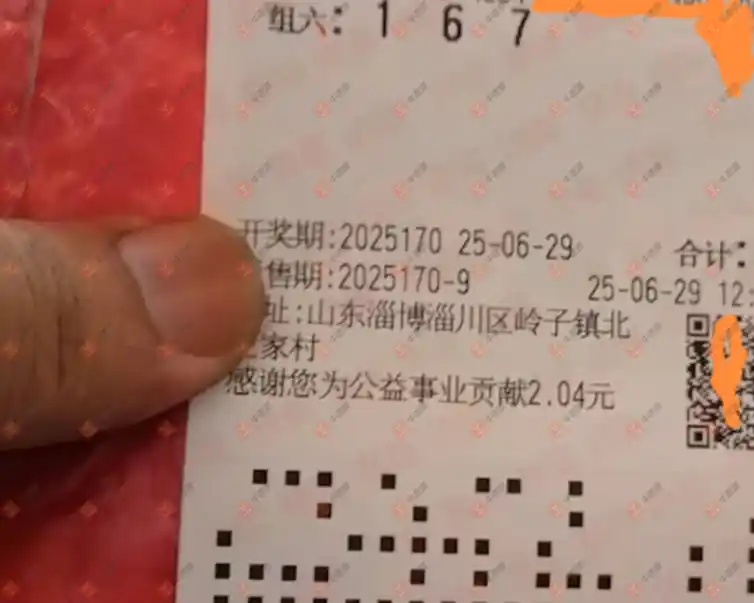 组六: 1 6 7
开奖期:2025170 25-06-29 合计:
售期:2025170-9 25-06-29 12
址:山东淄博淄川区岭子镇北
家村
感谢您为公益事业贡献2.04元